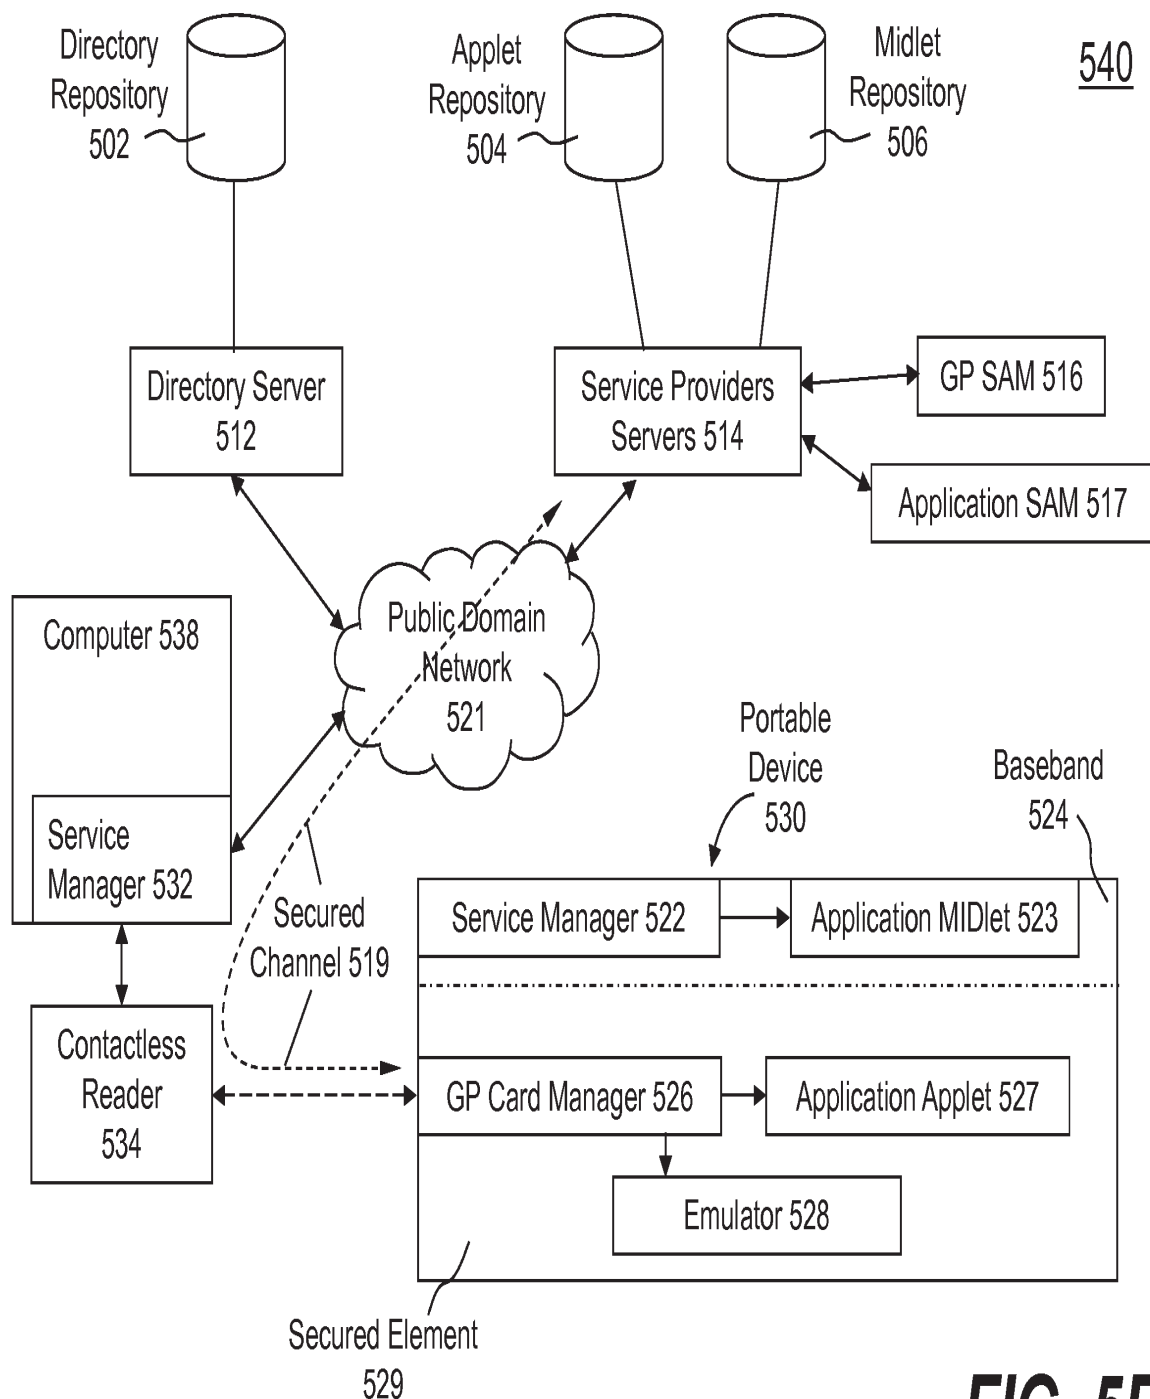 Directory
Repository
502
Applet
Repository
504
Midlet
Repository
506
540
Directory Server
512
Service Providers
Servers 514
GP SAM 516
Application SAM 517
Public Domain
Network
521
Computer 538
Service
Manager 532
Secured
Channel 519
Portable
Device
530
Baseband
524
Service Manager 522
Application MIDlet 523
Contactless
Reader
534
GP Card Manager 526
Application Applet 527
Emulator 528
Secured Element
529